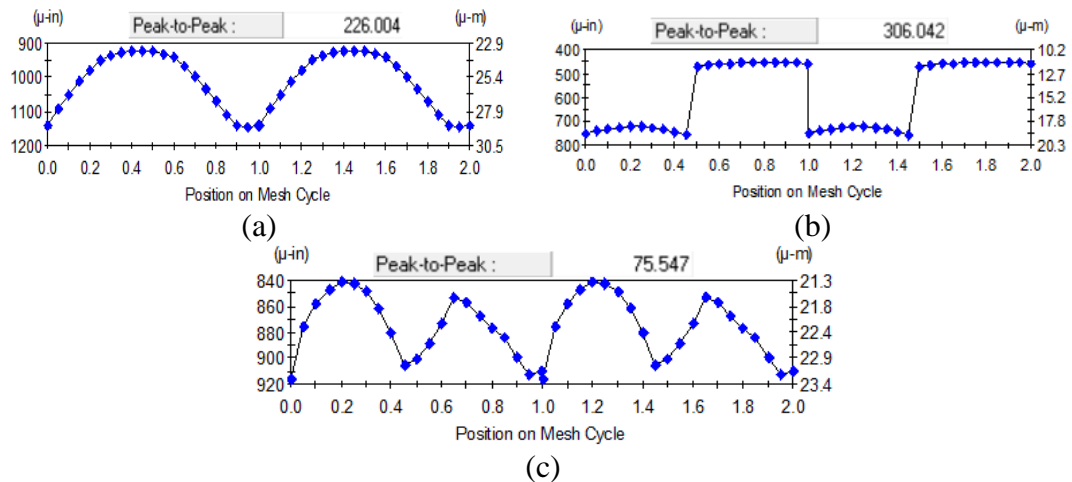 (µ-in) Peak-to-Peak : 226.004 (µ-m)
900 22.9
1000 25.4
1100 27.9
1200 30.5
0.0 0.2 0.4 0.6 0.8 1.0 1.2 1.4 1.6 1.8 2.0
Position on Mesh Cycle
(a)
(µ-in) Peak-to-Peak : 306.042 (µ-m)
400 10.2
500 12.7
600 15.2
700 17.8
800 20.3
0.0 0.2 0.4 0.6 0.8 1.0 1.2 1.4 1.6 1.8 2.0
Position on Mesh Cycle
(b)
(µ-in) Peak-to-Peak : 75.547 (µ-m)
840 21.3
860 21.8
880 22.4
900 22.9
920 23.4
0.0 0.2 0.4 0.6 0.8 1.0 1.2 1.4 1.6 1.8 2.0
Position on Mesh Cycle
(c)